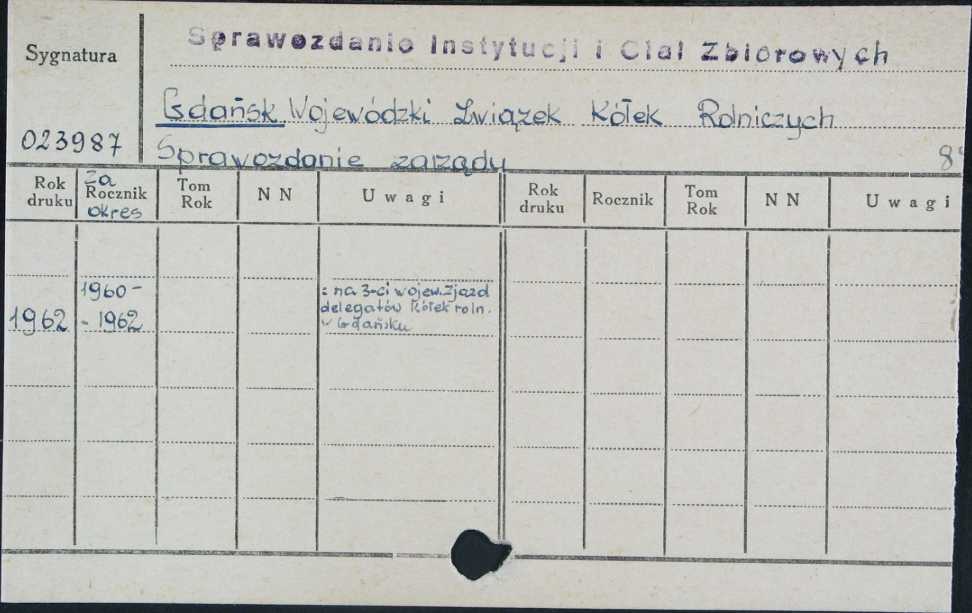 Sygnatura
Sprawozdanie Instytucji i Ciał Zbiorowych
Gdańsk Wojewódzki Związek Kółek Rolniczych
023987
Sprawozdanie zarządu
8°
Rok druku
za Rocznik okres
Tom Rok
N N
Uwagi
Rok druku
Rocznik
Tom Rok
N N
Uwagi
1962
1960-
- 1962
: na 3-ci wojew. Zjazd
delegatów Kółek roln.
w Gdańsku